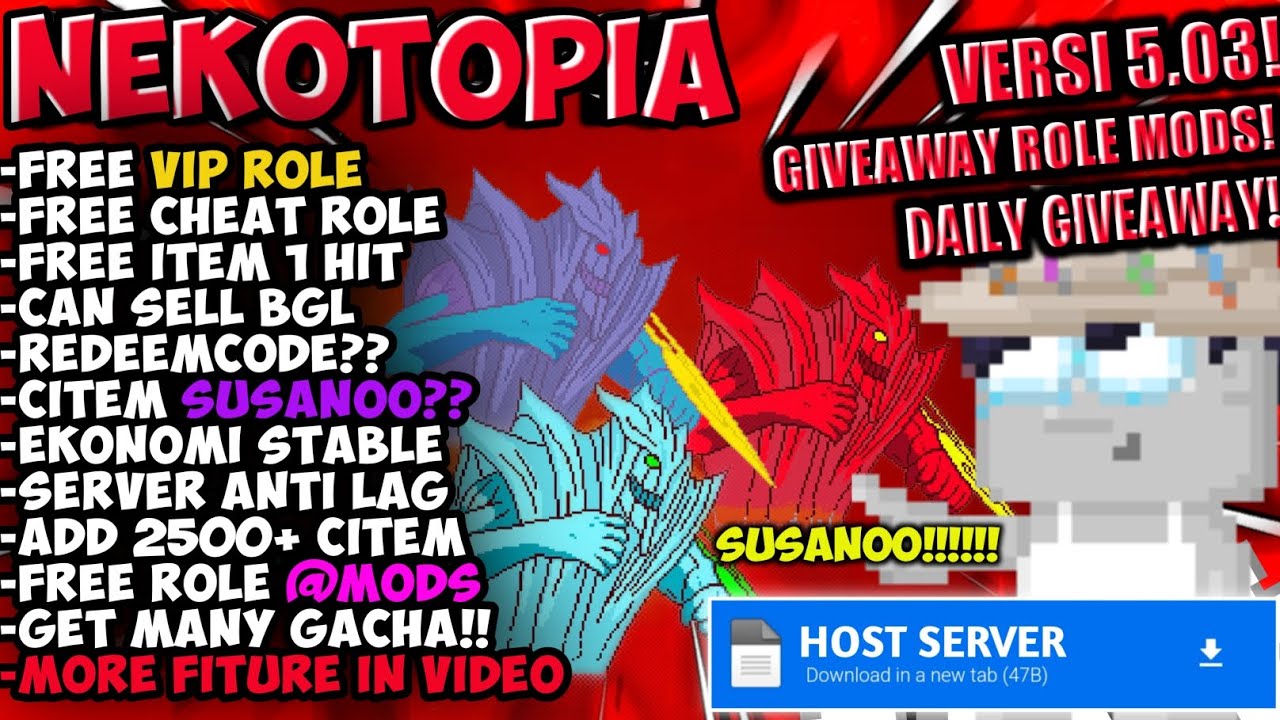 NEKOTOPIA
VERSI 5.03!
GIVEAWAY ROLE MODS!
DAILY GIVEAWAY!
-FREE VIP ROLE
-FREE CHEAT ROLE
-FREE ITEM 1 HIT
-CAN SELL BGL
-REDEEMCODE??
-CITEM SUSANOO??
-EKONOMI STABLE
-SERVER ANTI LAG
-ADD 2500+ CITEM
-FREE ROLE @MODS
-GET MANY GACHA!!
-MORE FITURE IN VIDEO
SUSANOO!!!!!!
HOST SERVER
Download in a new tab (47B)